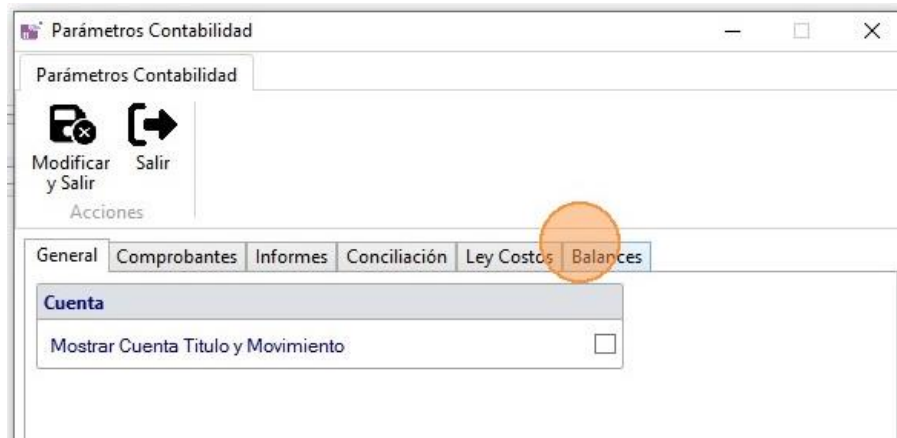 Parámetros Contabilidad
Parámetros Contabilidad
Modificar y Salir
Salir
Acciones
General Comprobantes Informes Conciliación Ley Costos Balances
Cuenta
Mostrar Cuenta Titulo y Movimiento